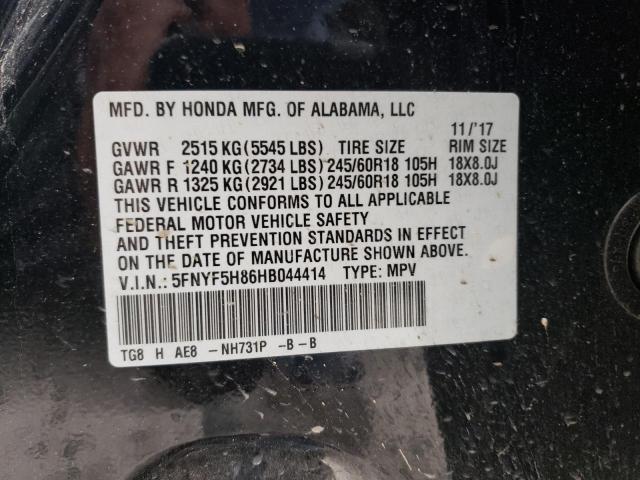 MFD. BY HONDA MFG. OF ALABAMA, LLC
11/'17
GVWR 2515 KG (5545 LBS) TIRE SIZE RIM SIZE
GAWR F 1240 KG (2734 LBS) 245/60R18 105H 18X8.0J
GAWR R 1325 KG (2921 LBS) 245/60R18 105H 18X8.0J
THIS VEHICLE CONFORMS TO ALL APPLICABLE
FEDERAL MOTOR VEHICLE SAFETY
AND THEFT PREVENTION STANDARDS IN EFFECT
ON THE DATE OF MANUFACTURE SHOWN ABOVE.
V.I.N.: 5FNYF5H86HB044414 TYPE: MPV
TG8 H AE8 -NH731P -B-B